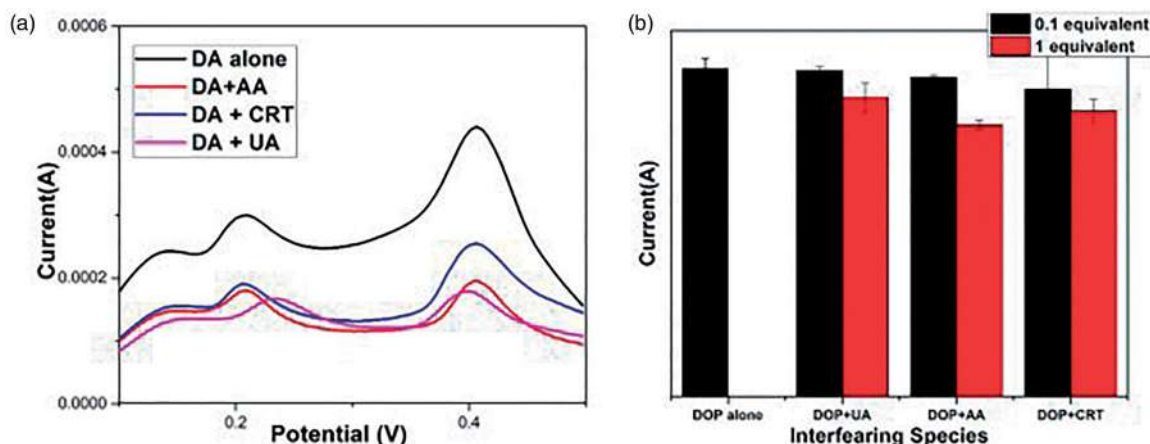 (a)
0.0006
DA alone
DA+AA
DA + CRT
DA + UA
0.0004
Current(A)
0.0002
0.0000
0.2
0.4
Potential (V)
(b)
0.1 equivalent
1 equivalent
Current(A)
DOP alone
DOP+UA
DOP+AA
DOP+CRT
Interfearing Species